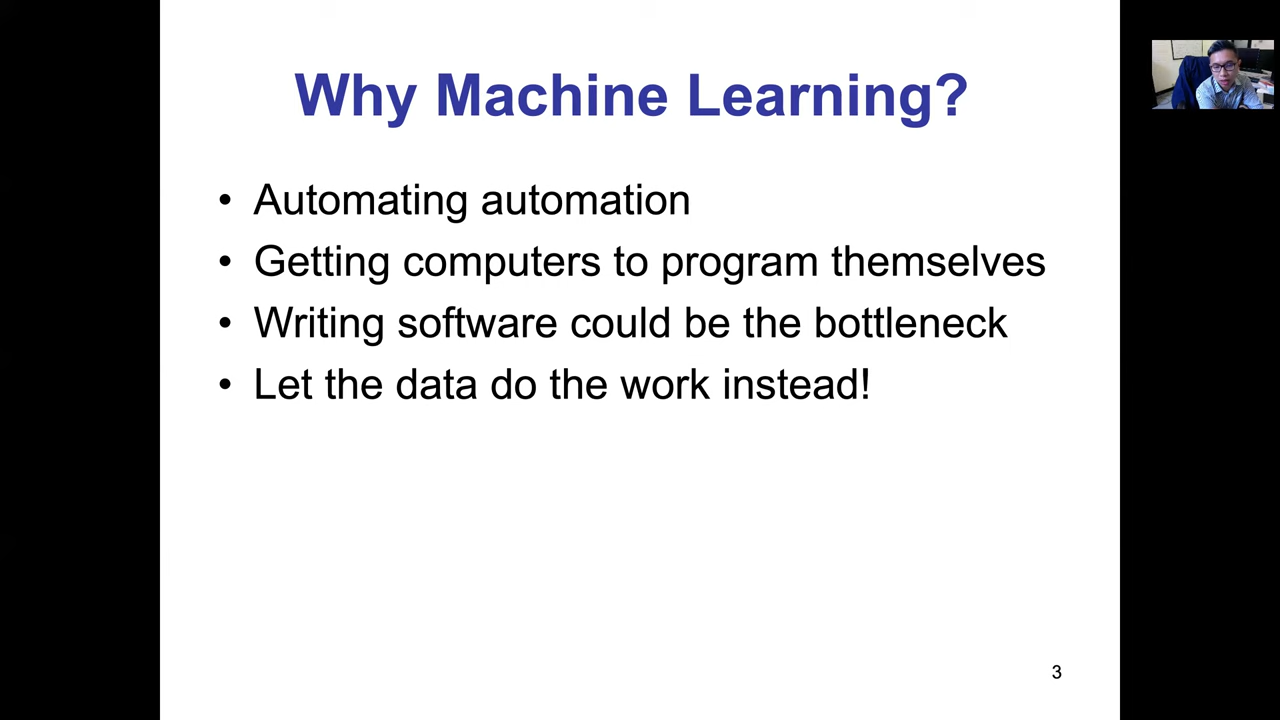 Why Machine Learning?
• Automating automation
• Getting computers to program themselves
• Writing software could be the bottleneck
• Let the data do the work instead!
3